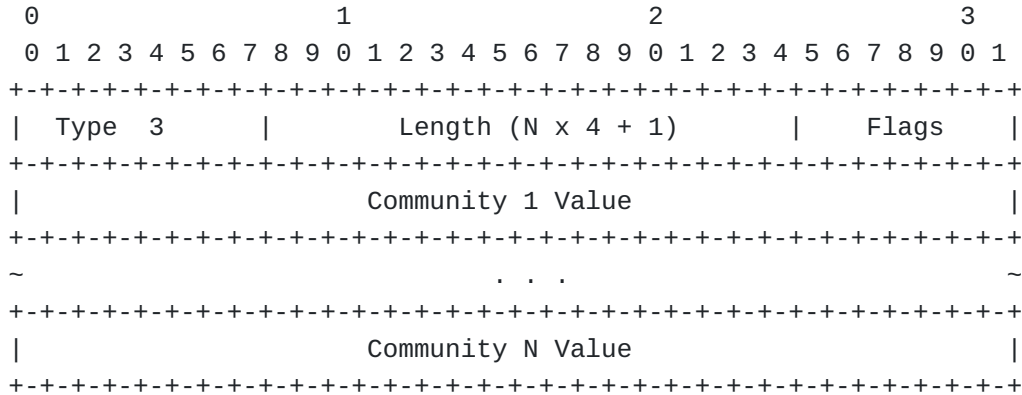 0                   1                   2                   3
 0 1 2 3 4 5 6 7 8 9 0 1 2 3 4 5 6 7 8 9 0 1 2 3 4 5 6 7 8 9 0 1
+-+-+-+-+-+-+-+-+-+-+-+-+-+-+-+-+-+-+-+-+-+-+-+-+-+-+-+-+-+-+-+-+
|  Type  3      |        Length (N x 4 + 1)       |    Flags     |
+-+-+-+-+-+-+-+-+-+-+-+-+-+-+-+-+-+-+-+-+-+-+-+-+-+-+-+-+-+-+-+-+
|                      Community 1 Value                        |
+-+-+-+-+-+-+-+-+-+-+-+-+-+-+-+-+-+-+-+-+-+-+-+-+-+-+-+-+-+-+-+-+
~                              . . .                            ~
+-+-+-+-+-+-+-+-+-+-+-+-+-+-+-+-+-+-+-+-+-+-+-+-+-+-+-+-+-+-+-+-+
|                      Community N Value                        |
+-+-+-+-+-+-+-+-+-+-+-+-+-+-+-+-+-+-+-+-+-+-+-+-+-+-+-+-+-+-+-+-+